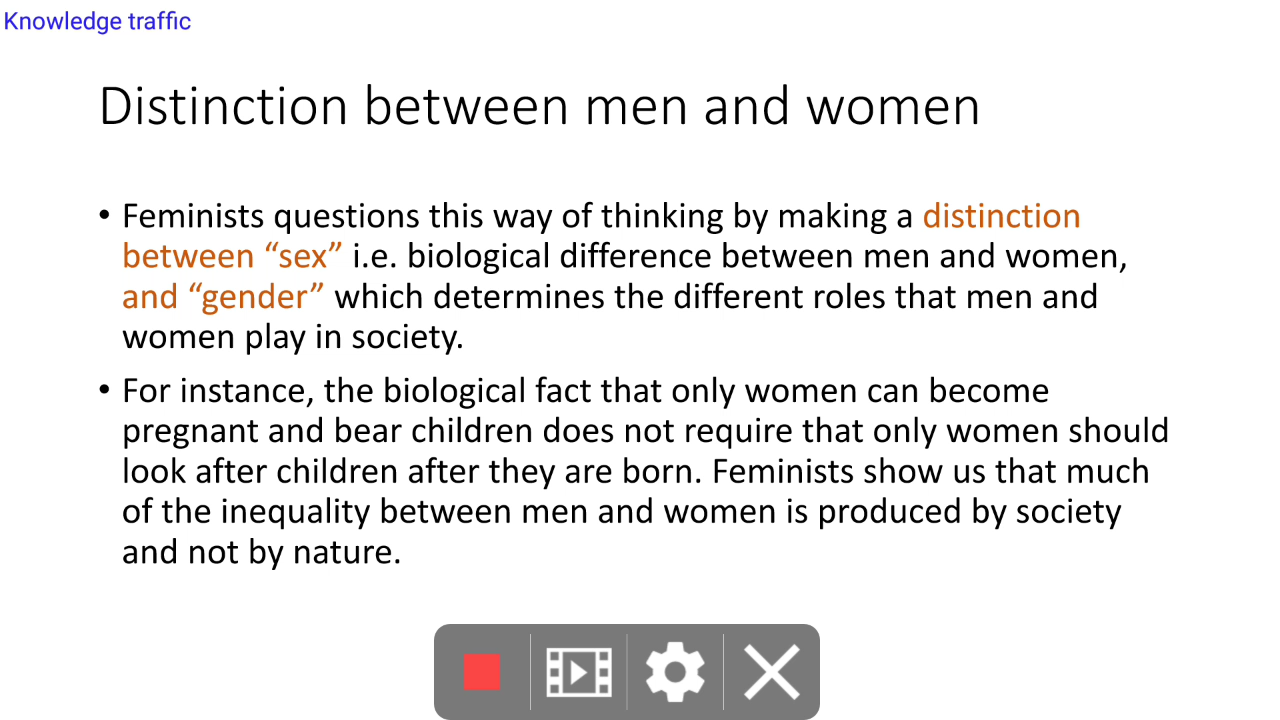 Knowledge traffic
Distinction between men and women
• Feminists questions this way of thinking by making a distinction
between “sex” i.e. biological difference between men and women,
and “gender” which determines the different roles that men and
women play in society.
• For instance, the biological fact that only women can become
pregnant and bear children does not require that only women should
look after children after they are born. Feminists show us that much
of the inequality between men and women is produced by society
and not by nature.